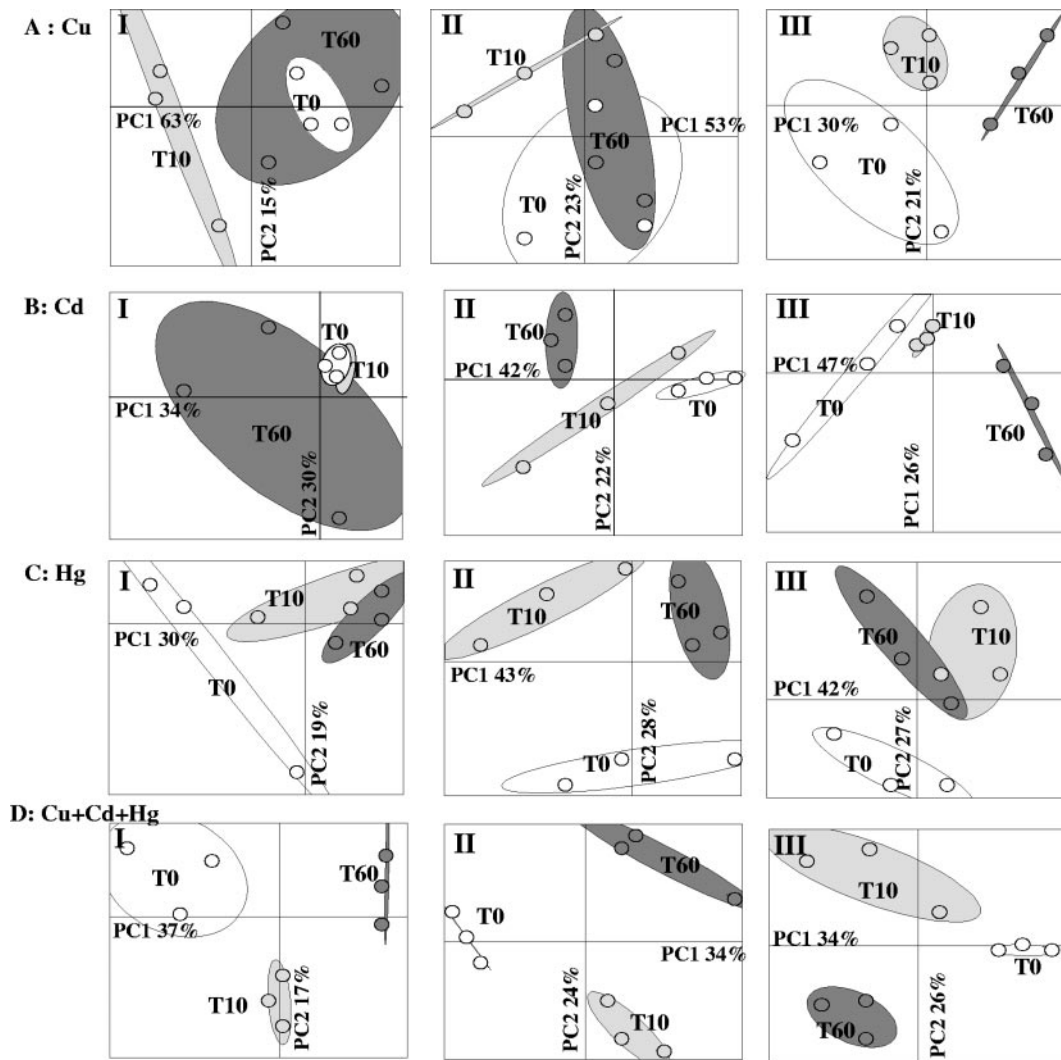 A : Cu
I
T60
T0
PC1 63%
T10
PC2 15%
II
T10
PC1 53%
T60
T0
PC2 23%
III
T10
PC1 30%
T60
T0
PC2 21%
B: Cd
I
T0
T10
PC1 34%
T60
PC2 30%
II
T60
PC1 42%
T10
T0
PC2 22%
III
T10
PC1 47%
T0
T60
PC1 26%
C: Hg
I
T10
PC1 30%
T60
T0
PC2 19%
II
T10
T60
PC1 43%
T0
PC2 28%
III
T60
T10
PC1 42%
T0
PC2 27%
D: Cu+Cd+Hg
I
T0
T60
PC1 37%
T10
PC2 17%
II
T60
T0
PC1 34%
PC2 24%
T10
III
T10
PC1 34%
T0
T60
PC2 26%